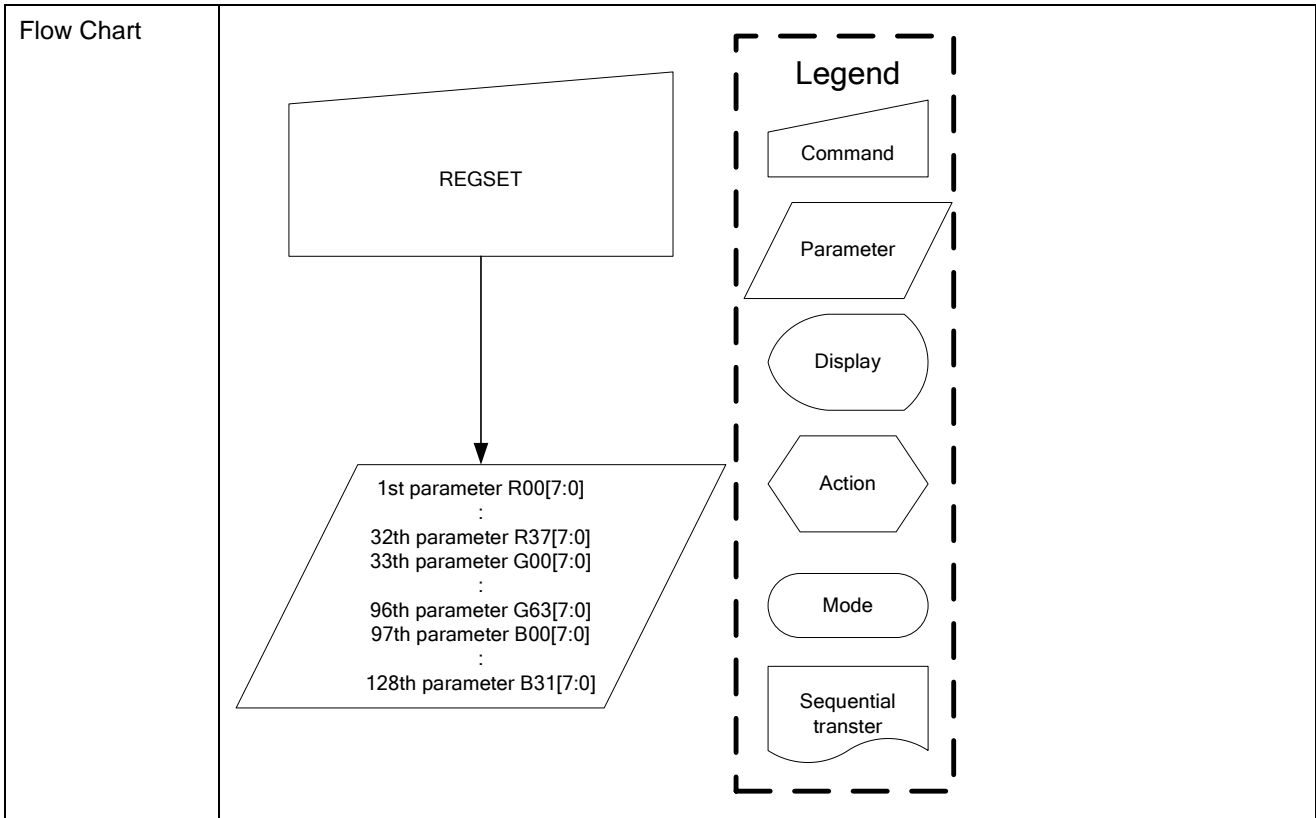 Flow Chart
REGSET
1st parameter R00[7:0]
:
32th parameter R37[7:0]
33th parameter G00[7:0]
:
96th parameter G63[7:0]
97th parameter B00[7:0]
:
128th parameter B31[7:0]
Legend
Command
Parameter
Display
Action
Mode
Sequential
transter